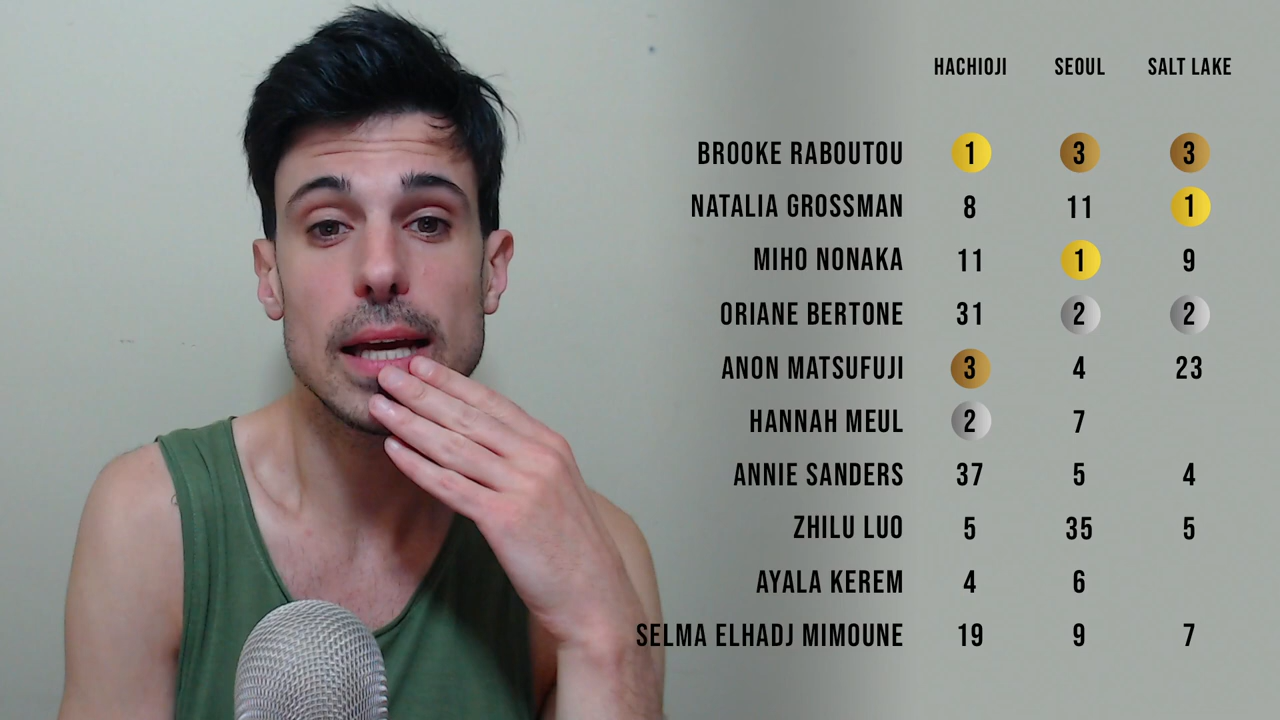 HACHIOJI SEOUL SALT LAKE
BROOKE RABOUTOU 1 3 3
NATALIA GROSSMAN 8 11 1
MIHO NONAKA 11 1 9
ORIANE BERTONE 31 2 2
ANON MATSUFUJI 3 4 23
HANNAH MEUL 2 7
ANNIE SANDERS 37 5 4
ZHILU LUO 5 35 5
AYALA KEREM 4 6
SELMA ELHADJ MIMOUNE 19 9 7